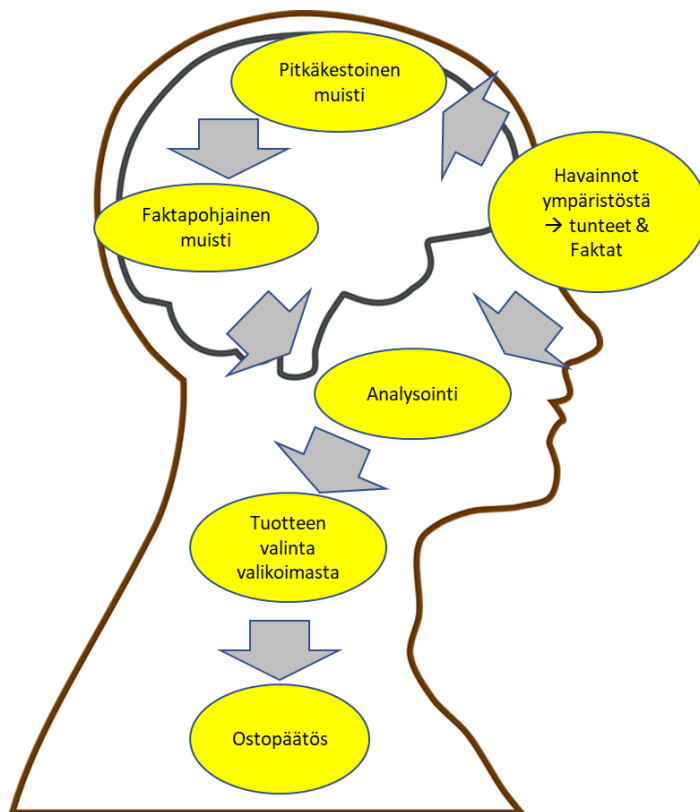 Pitkäkestoinen
muisti
Havainnot
ympäristöstä
→ tunteet &
Faktat
Faktapohjainen
muisti
Analysointi
Tuotteen
valinta
valikoimasta
Ostopäätös